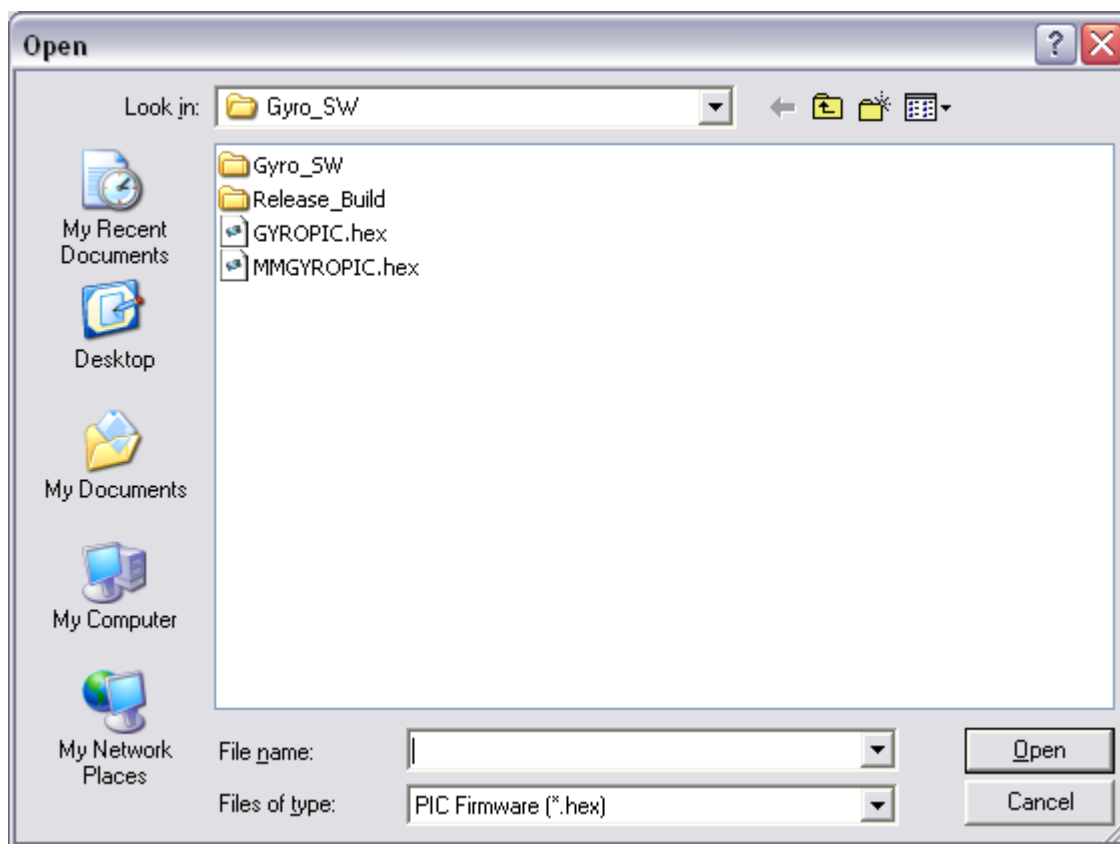 Open
Look in: Gyro_SW
Gyro_SW
Release_Build
GYROPIC.hex
MMGYROPIC.hex
My Recent
Documents
Desktop
My Documents
My Computer
My Network
Places
File name:
Open
Files of type: PIC Firmware (*.hex)
Cancel